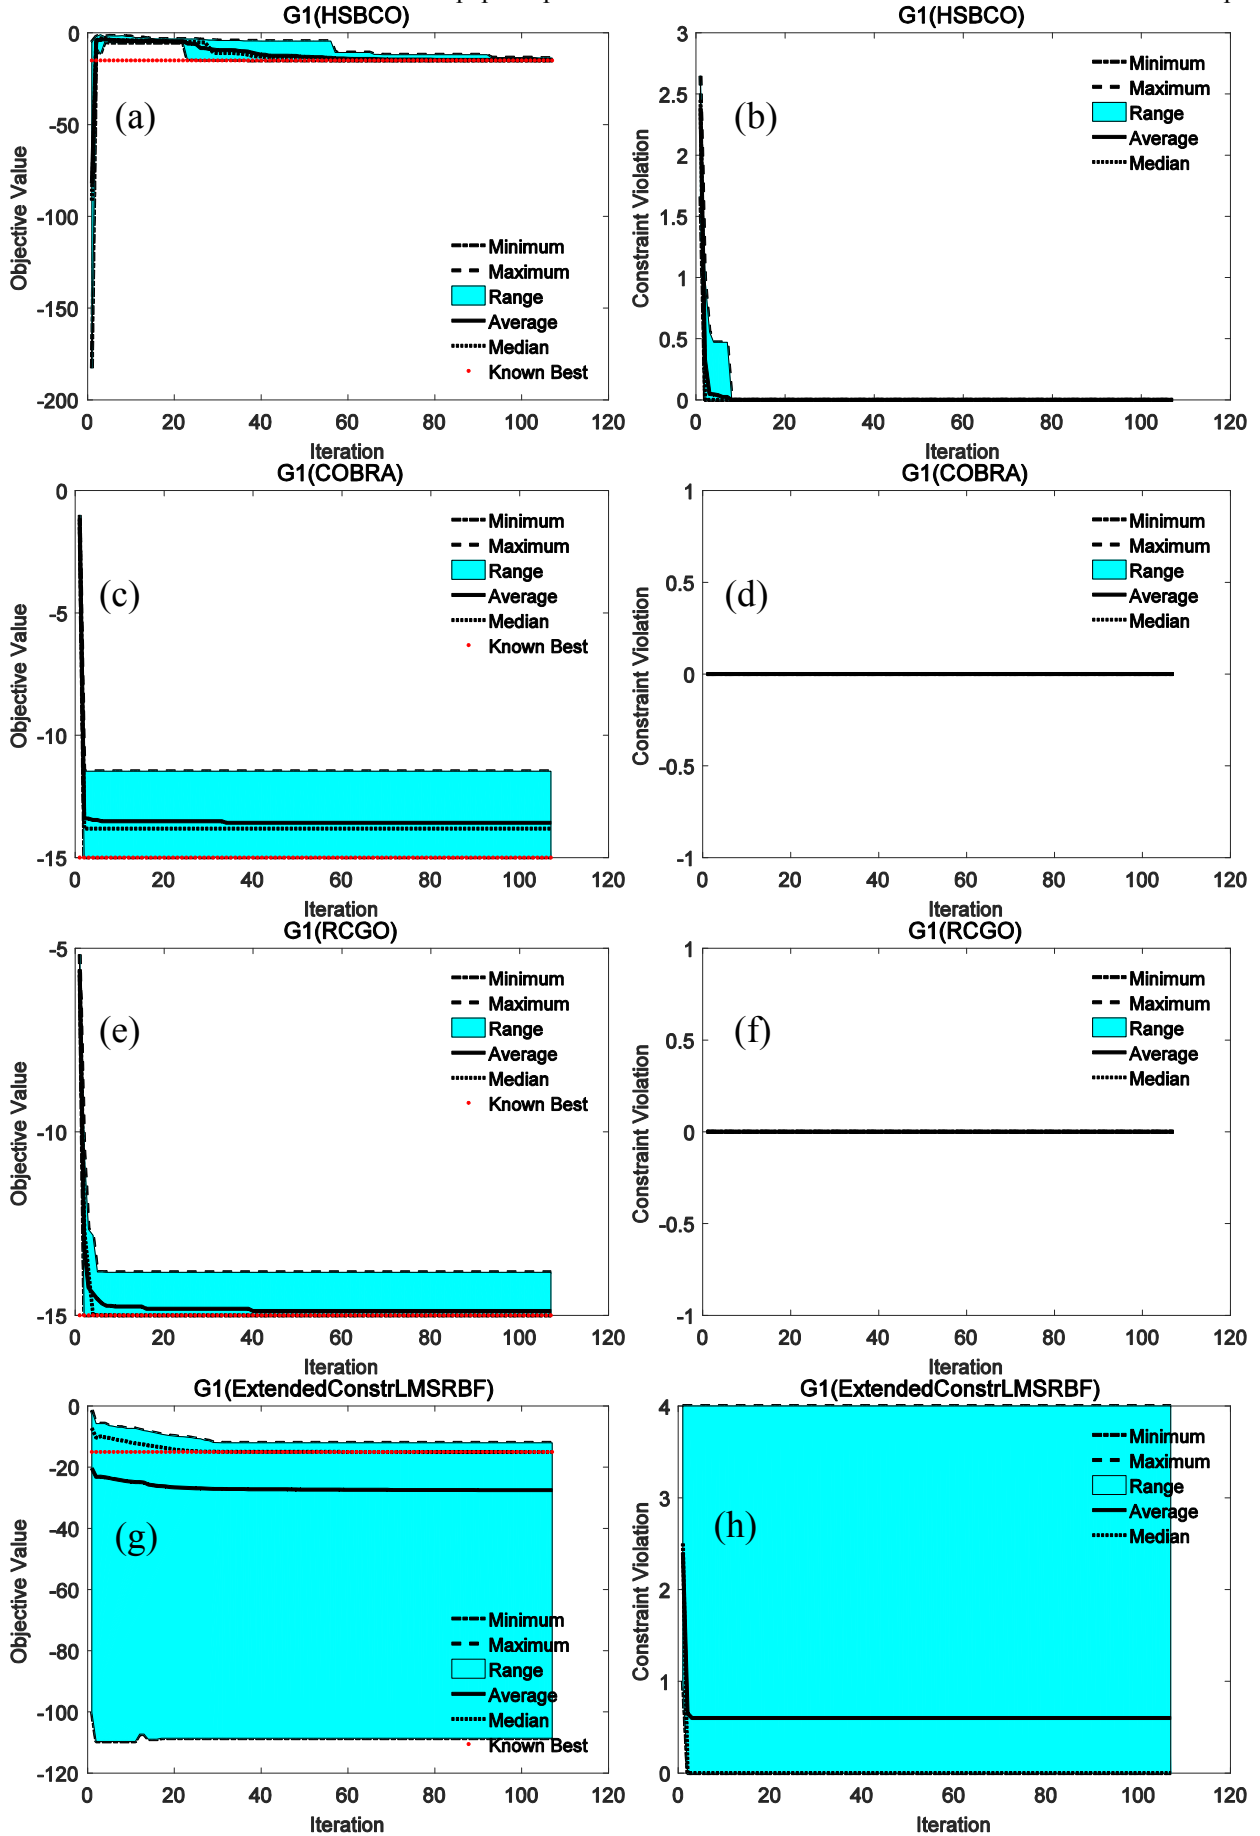 G1(HSBCO)
0
-50
-100
-150
-200
Objective Value
(a)
Minimum
Maximum
Range
Average
Median
Known Best
0 20 40 60 80 100 120
Iteration
G1(HSBCO)
3
2.5
2
1.5
1
0.5
0
Constraint Violation
(b)
Minimum
Maximum
Range
Average
Median
0 20 40 60 80 100 120
Iteration
G1(COBRA)
0
-5
-10
-15
Objective Value
(c)
Minimum
Maximum
Range
Average
Median
Known Best
0 20 40 60 80 100 120
Iteration
G1(COBRA)
1
0.5
0
-0.5
-1
Constraint Violation
(d)
Minimum
Maximum
Range
Average
Median
0 20 40 60 80 100 120
Iteration
G1(RCGO)
-5
-10
-15
Objective Value
(e)
Minimum
Maximum
Range
Average
Median
Known Best
0 20 40 60 80 100 120
Iteration
G1(RCGO)
1
0.5
0
-0.5
-1
Constraint Violation
(f)
Minimum
Maximum
Range
Average
Median
0 20 40 60 80 100 120
Iteration
G1(ExtendedConstrLMSRBF)
0
-20
-40
-60
-80
-100
-120
Objective Value
(g)
Minimum
Maximum
Range
Average
Median
Known Best
0 20 40 60 80 100 120
Iteration
G1(ExtendedConstrLMSRBF)
4
3
2
1
0
Constraint Violation
(h)
Minimum
Maximum
Range
Average
Median
0 20 40 60 80 100 120
Iteration